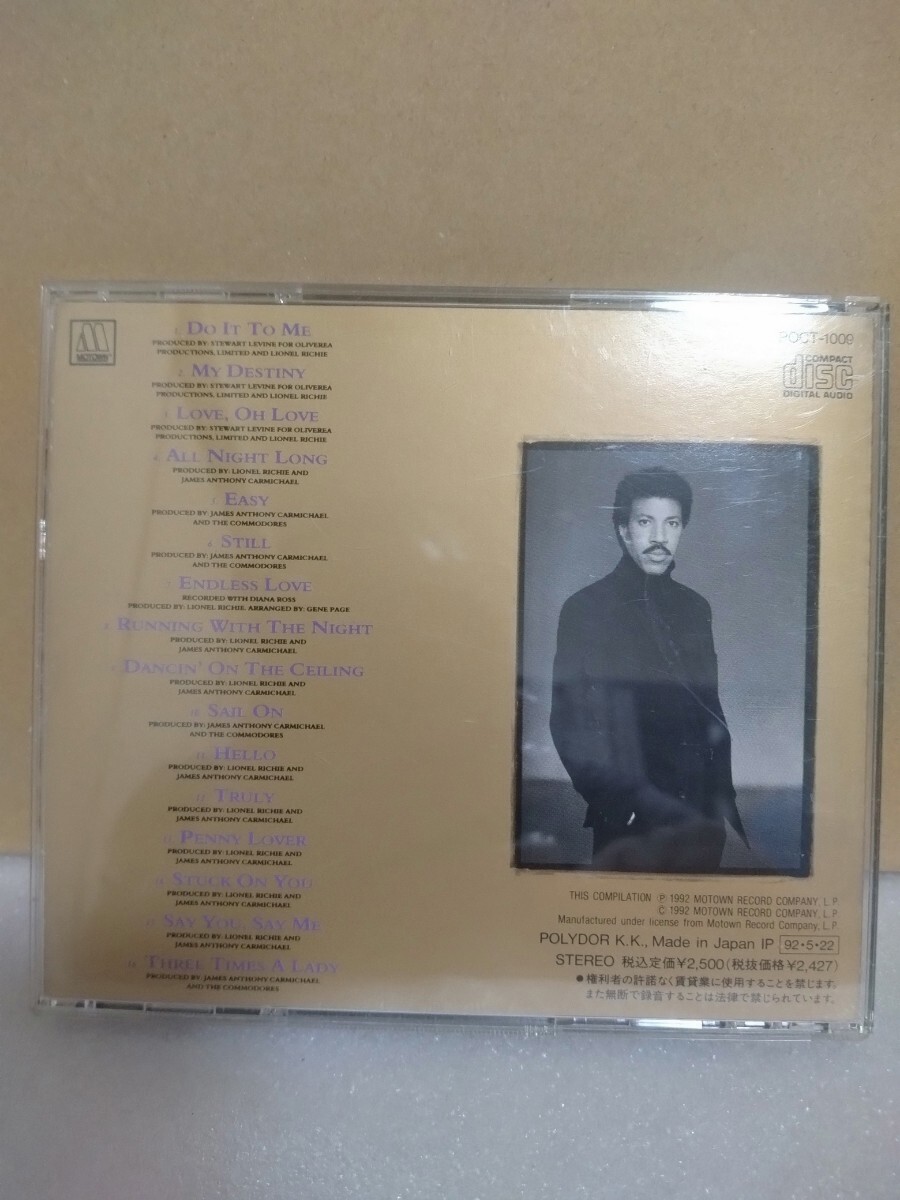 MOTOWN
1. DO IT TO ME
PRODUCED BY: STEWART LEVINE FOR OLIVEREA
PRODUCTIONS, LIMITED AND LIONEL RICHIE
2. MY DESTINY
PRODUCED BY: STEWART LEVINE FOR OLIVEREA
PRODUCTIONS, LIMITED AND LIONEL RICHIE
3. LOVE, OH LOVE
PRODUCED BY: STEWART LEVINE FOR OLIVEREA
PRODUCTIONS, LIMITED AND LIONEL RICHIE
4. ALL NIGHT LONG
PRODUCED BY: LIONEL RICHIE AND
JAMES ANTHONY CARMICHAEL
5. EASY
PRODUCED BY: JAMES ANTHONY CARMICHAEL
AND THE COMMODORES
6. STILL
PRODUCED BY: JAMES ANTHONY CARMICHAEL
AND THE COMMODORES
7. ENDLESS LOVE
RECORDED WITH DIANA ROSS
PRODUCED BY: LIONEL RICHIE: ARRANGED BY: GENE PAGE
8. RUNNING WITH THE NIGHT
PRODUCED BY: LIONEL RICHIE AND
JAMES ANTHONY CARMICHAEL
DANCIN' ON THE CEILING
PRODUCED BY: LIONEL RICHIE AND
JAMES ANTHONY CARMICHAEL
10. SAIL ON
PRODUCED BY: JAMES ANTHONY CARMICHAEL
AND THE COMMODORES
11. HELLO
PRODUCED BY: LIONEL RICHIE AND
JAMES ANTHONY CARMICHAEL
12. TRULY
PRODUCED BY: LIONEL RICHIE AND
JAMES ANTHONY CARMICHAEL
13. PENNY LOVER
PRODUCED BY: LIONEL RICHIE AND
JAMES ANTHONY CARMICHAEL
14. STUCK ON YOU
PRODUCED BY: LIONEL RICHIE AND
JAMES ANTHONY CARMICHAEL
15. SAY YOU, SAY ME
PRODUCED BY: LIONEL RICHIE AND
JAMES ANTHONY CARMICHAEL
16. THREE TIMES A LADY
PRODUCED BY: JAMES ANTHONY CARMICHAEL
AND THE COMMODORES
POCT-1009
COMPACT
disc
DIGITAL AUDIO
THIS COMPILATION ℗ 1992 MOTOWN RECORD COMPANY, L.P.
© 1992 MOTOWN RECORD COMPANY, L.P.
Manufactured under license from Motown Record Company, L.P.
POLYDOR K.K., Made in Japan IP 92・5・22
STEREO 税込定価¥2,500(税抜価格¥2,427)
●権利者の許諾なく賃貸業に使用することを禁じます。
また無断で録音することは法律で禁じられています。